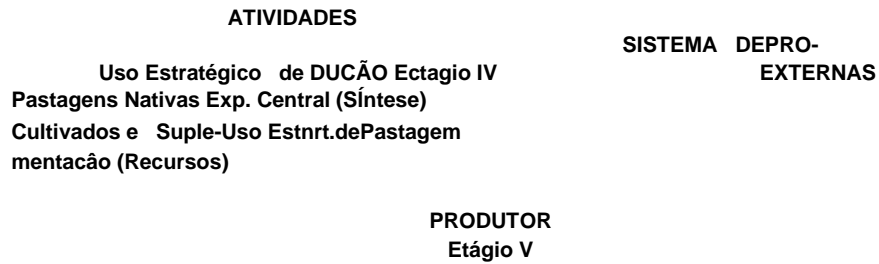 ATIVIDADES
SISTEMA DEPRO-
Uso Estratégico de DUCÃO Ectagio IV EXTERNAS
Pastagens Nativas Exp. Central (SÍntese)
Cultivados e Suple-Uso Estnrt.dePastagem
mentacâo (Recursos)
PRODUTOR
Etágio V